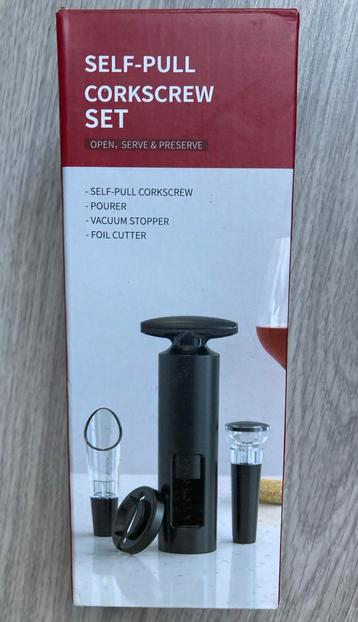 SELF-PULL
CORKSCREW
SET
OPEN, SERVE & PRESERVE
- SELF-PULL CORKSCREW
- POURER
- VACUUM STOPPER
- FOIL CUTTER